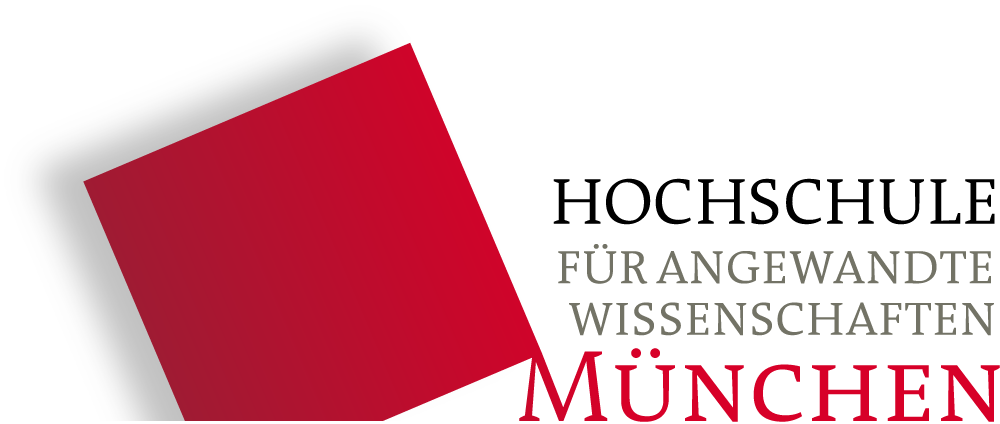 HOCHSCHULE
FÜR ANGEWANDTE
WISSENSCHAFTEN
MÜNCHEN